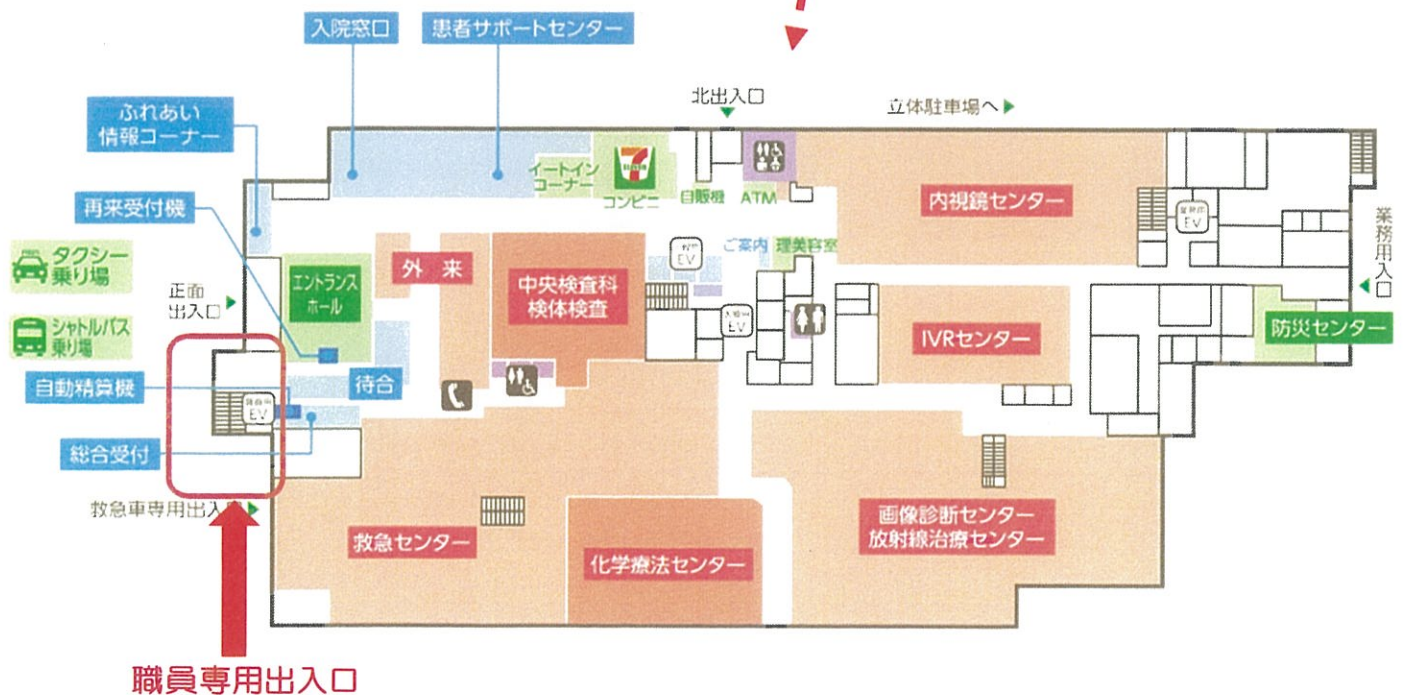 入院窓口
患者サポートセンター
ふれあい
情報コーナー
北出入口
立体駐車場へ
イートイン
コーナー
コンビニ
自販機
ATM
内視鏡センター
EV
業務用入口
再来受付機
タクシー
乗り場
正面
出入口
エントランス
ホール
外来
中央検査科
検体検査
EV
ご案内
理美容室
EV
IVRセンター
防災センター
シャトルバス
乗り場
自動精算機
待合
EV
総合受付
救急車専用出入
救急センター
化学療法センター
画像診断センター
放射線治療センター
職員専用出入口